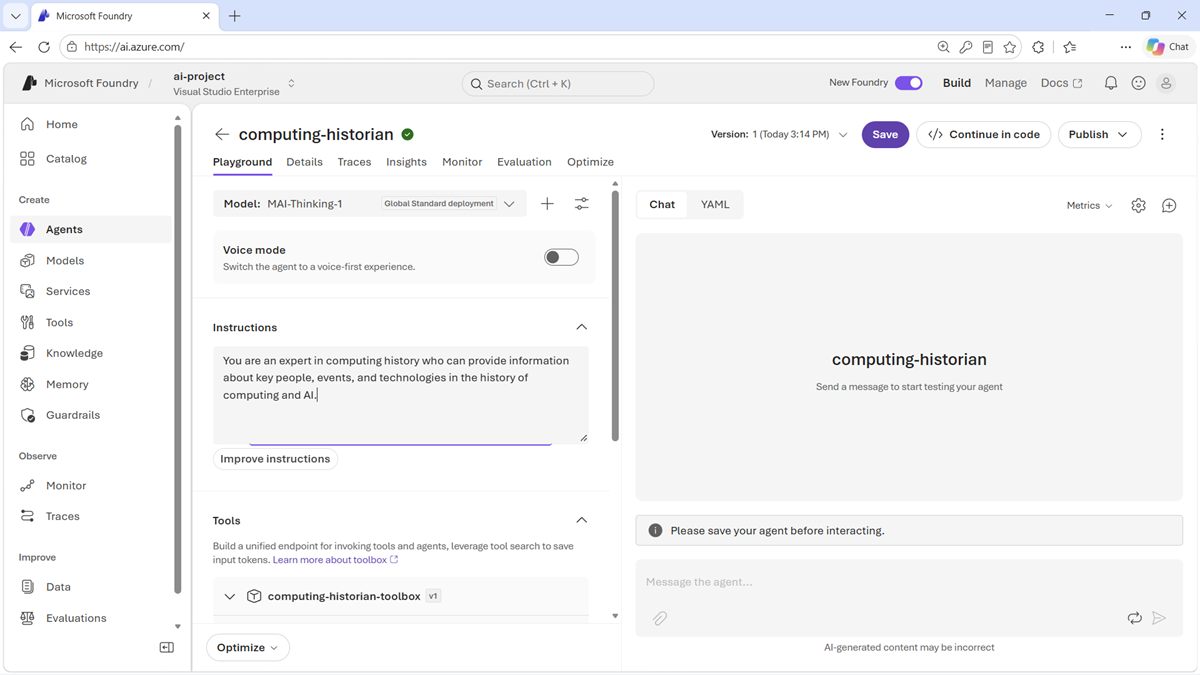 Microsoft Foundry
https://ai.azure.com/
Chat
Microsoft Foundry / ai-project
Visual Studio Enterprise
Search (Ctrl + K)
New Foundry Build Manage Docs
Home
Catalog
Create
Agents
Models
Services
Tools
Knowledge
Memory
Guardrails
Observe
Monitor
Traces
Improve
Data
Evaluations
computing-historian
Version: 1 (Today 3:14 PM) Save </> Continue in code Publish
Playground Details Traces Insights Monitor Evaluation Optimize
Model: MAI-Thinking-1 Global Standard deployment
Voice mode
Switch the agent to a voice-first experience.
Instructions
You are an expert in computing history who can provide information
about key people, events, and technologies in the history of
computing and AI.
Improve instructions
Tools
Build a unified endpoint for invoking tools and agents, leverage tool search to save
input tokens. Learn more about toolbox
computing-historian-toolbox v1
Optimize
Chat YAML
Metrics
computing-historian
Send a message to start testing your agent
Please save your agent before interacting.
Message the agent...
AI-generated content may be incorrect